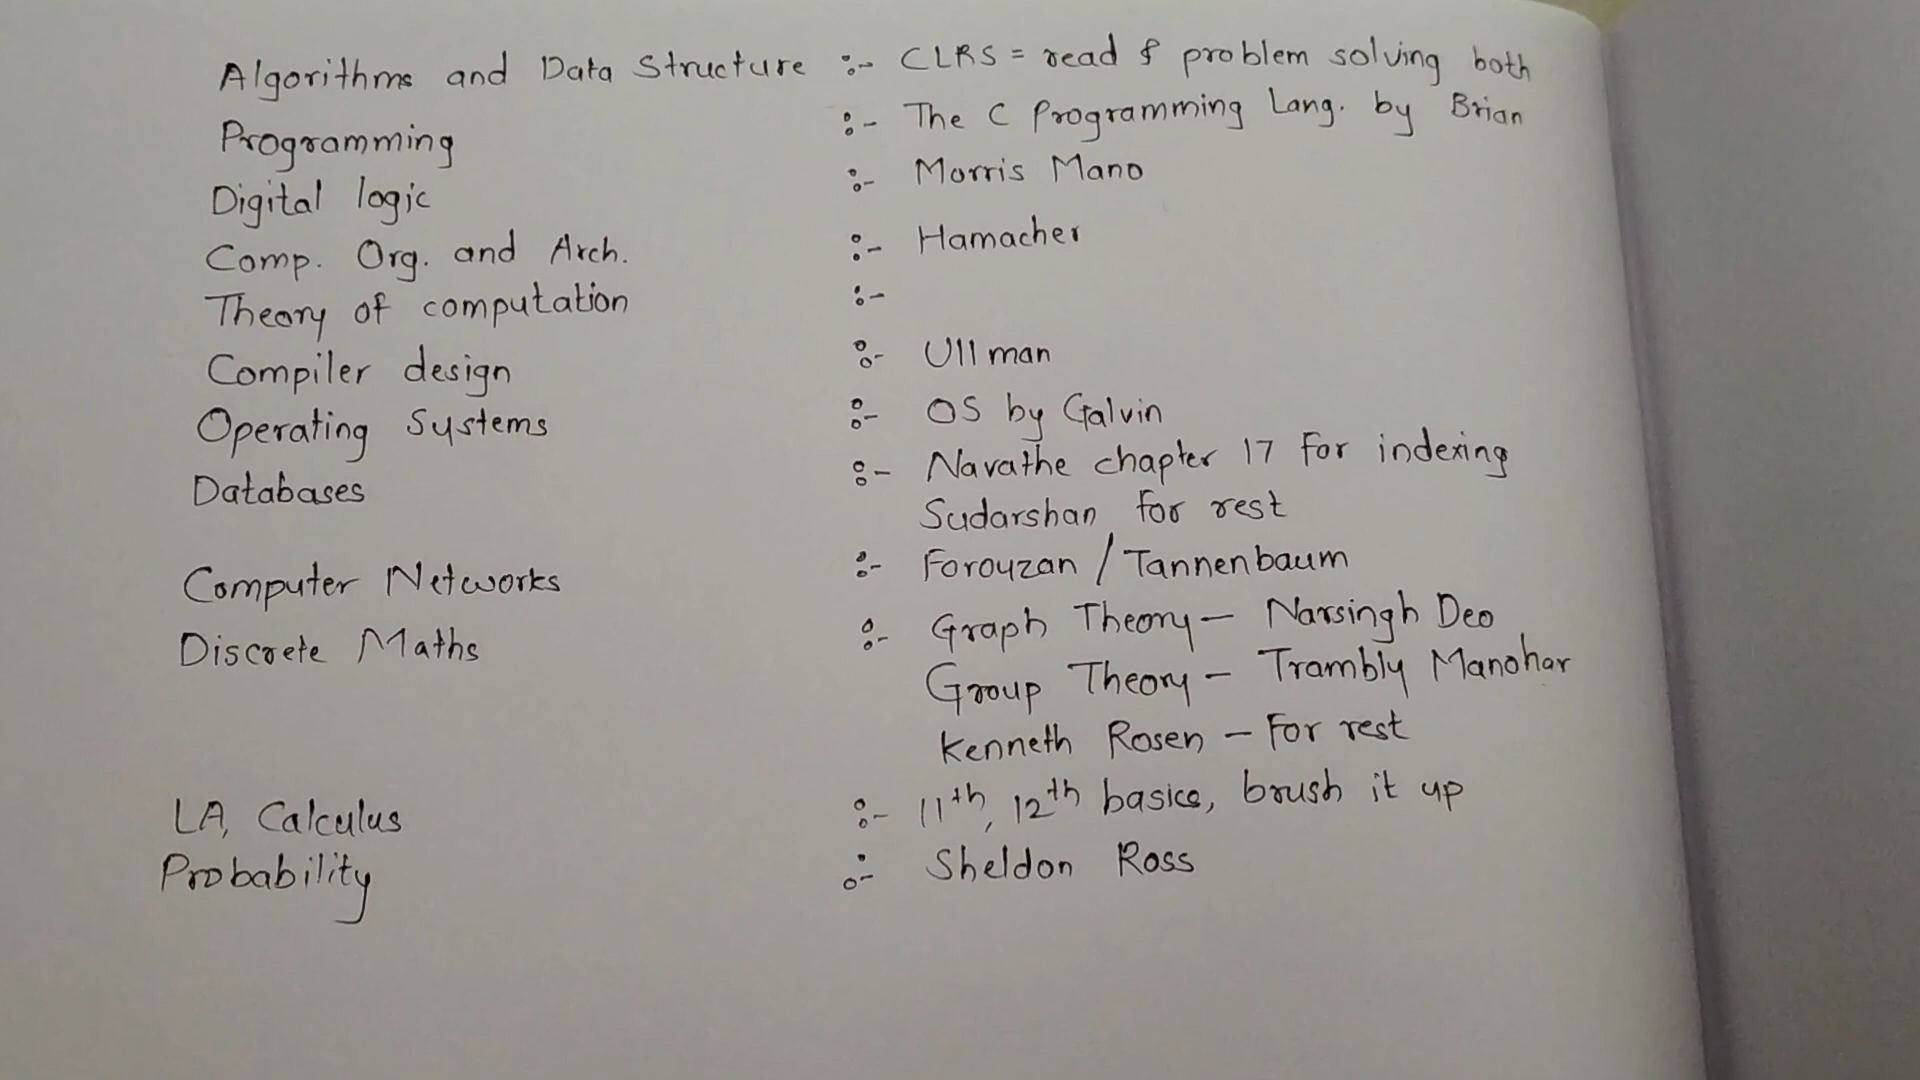 Algorithms and Data Structure :- CLRS = read & problem solving both
Programming :- The C Programming Lang. by Brian
Digital logic :- Morris Mano
Comp. Org. and Arch. :- Hamacher
Theory of computation :-
Compiler design :- Ullman
Operating Systems :- OS by Galvin
Databases :- Navathe chapter 17 For indexing
Sudarshan for rest
Computer Networks :- Forouzan / Tannenbaum
Discrete Maths :- Graph Theory - Narsingh Deo
Group Theory - Trambly Manohar
Kenneth Rosen - For rest
LA, Calculus :- 11th, 12th basics, brush it up
Probability :- Sheldon Ross